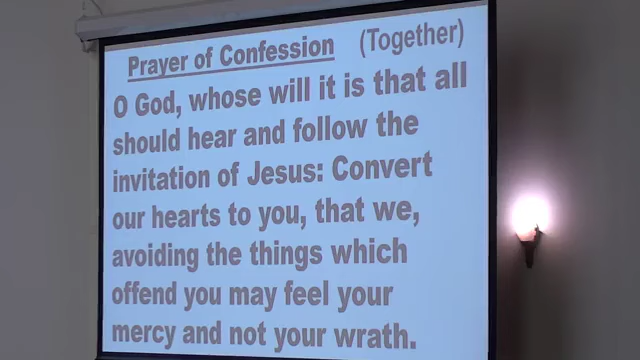 Prayer of Confession (Together)
O God, whose will it is that all
should hear and follow the
invitation of Jesus: Convert
our hearts to you, that we,
avoiding the things which
offend you may feel your
mercy and not your wrath.